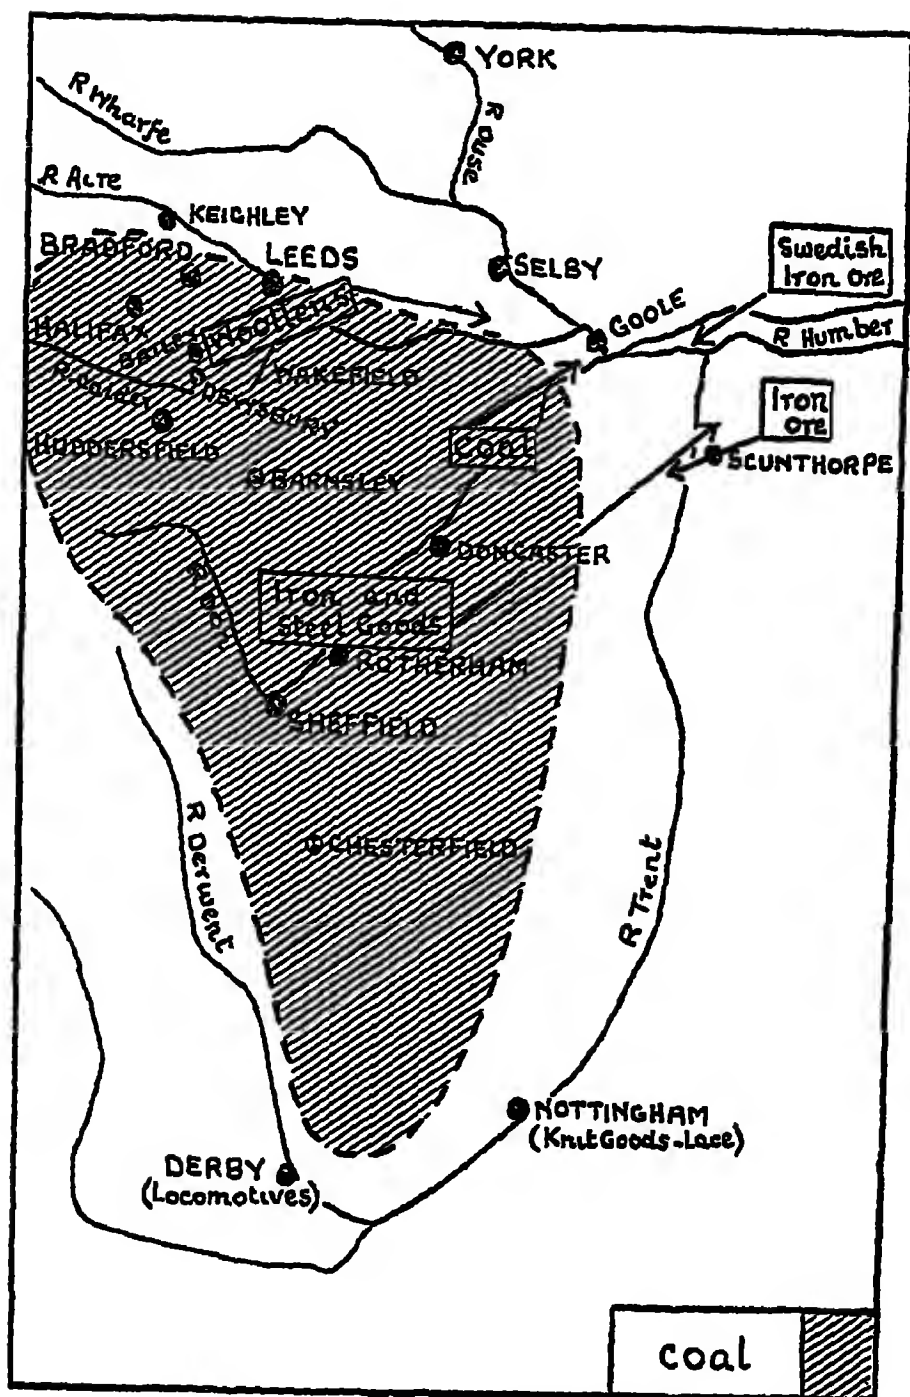 YORK
R Wharfe
R Ouse
R Aire
KEIGHLEY
BRADFORD
LEEDS
SELBY
Swedish
Iron Ore
GOOLE
R Humber
HALIFAX
Woollens
WAKEFIELD
DEWSBURY
HUDDERSFIELD
Coal
Iron
Ore
SCUNTHORPE
BARNSLEY
DONCASTER
R Don
Iron and
Steel Goods
ROTHERHAM
SHEFFIELD
R Derwent
CHESTERFIELD
R Trent
NOTTINGHAM
(Knit Goods-Lace)
DERBY
(Locomotives)
coal